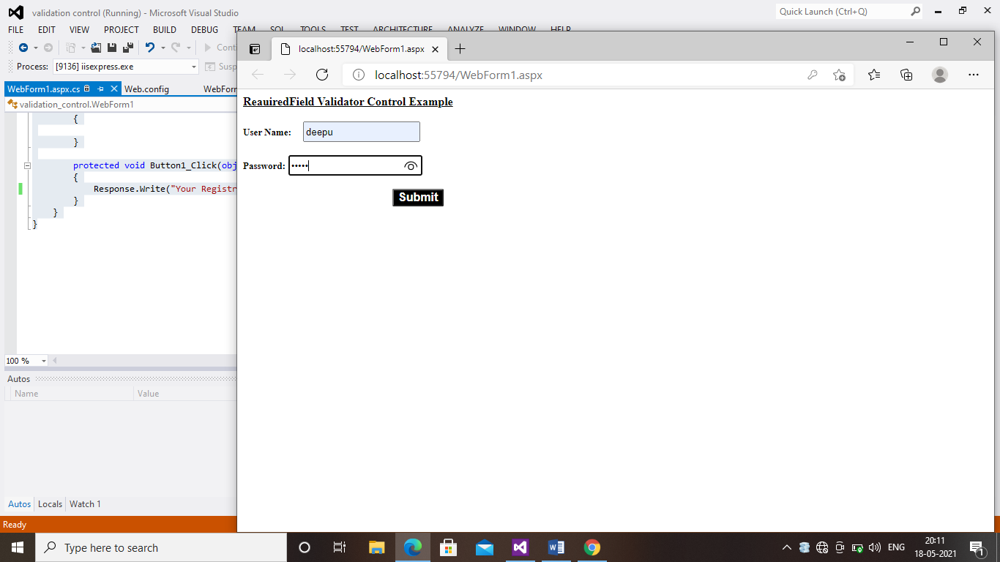 validation control (Running) - Microsoft Visual Studio
Quick Launch (Ctrl+Q)
FILE EDIT VIEW PROJECT BUILD DEBUG TEAM SQL TOOLS TEST ARCHITECTURE ANALYZE WINDOW HELP
Cont
Process: [9136] iisexpress.exe
Susp
WebForm1.aspx.cs Web.config WebForm
validation_control.WebForm1
{
}
protected void Button1_Click(obj
{
Response.Write("Your Registr
}
}
}
100 %
Autos
Name Value
Autos Locals Watch 1
Ready
localhost:55794/WebForm1.aspx
localhost:55794/WebForm1.aspx
ReauiredField Validator Control Example
User Name: deepu
Password: •••••
Submit
Type here to search
ENG
20:11
18-05-2021
1